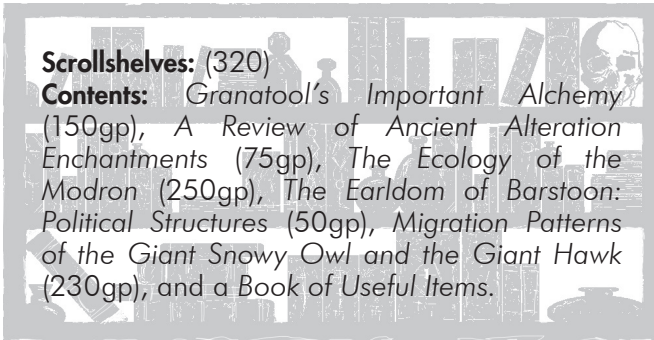 Scrollshelves: (320)
Contents: Granatool's Important Alchemy
(150gp), A Review of Ancient Alteration
Enchantments (75gp), The Ecology of the
Modron (250gp), The Earldom of Barstoon:
Political Structures (50gp), Migration Patterns
of the Giant Snowy Owl and the Giant Hawk
(230gp), and a Book of Useful Items.